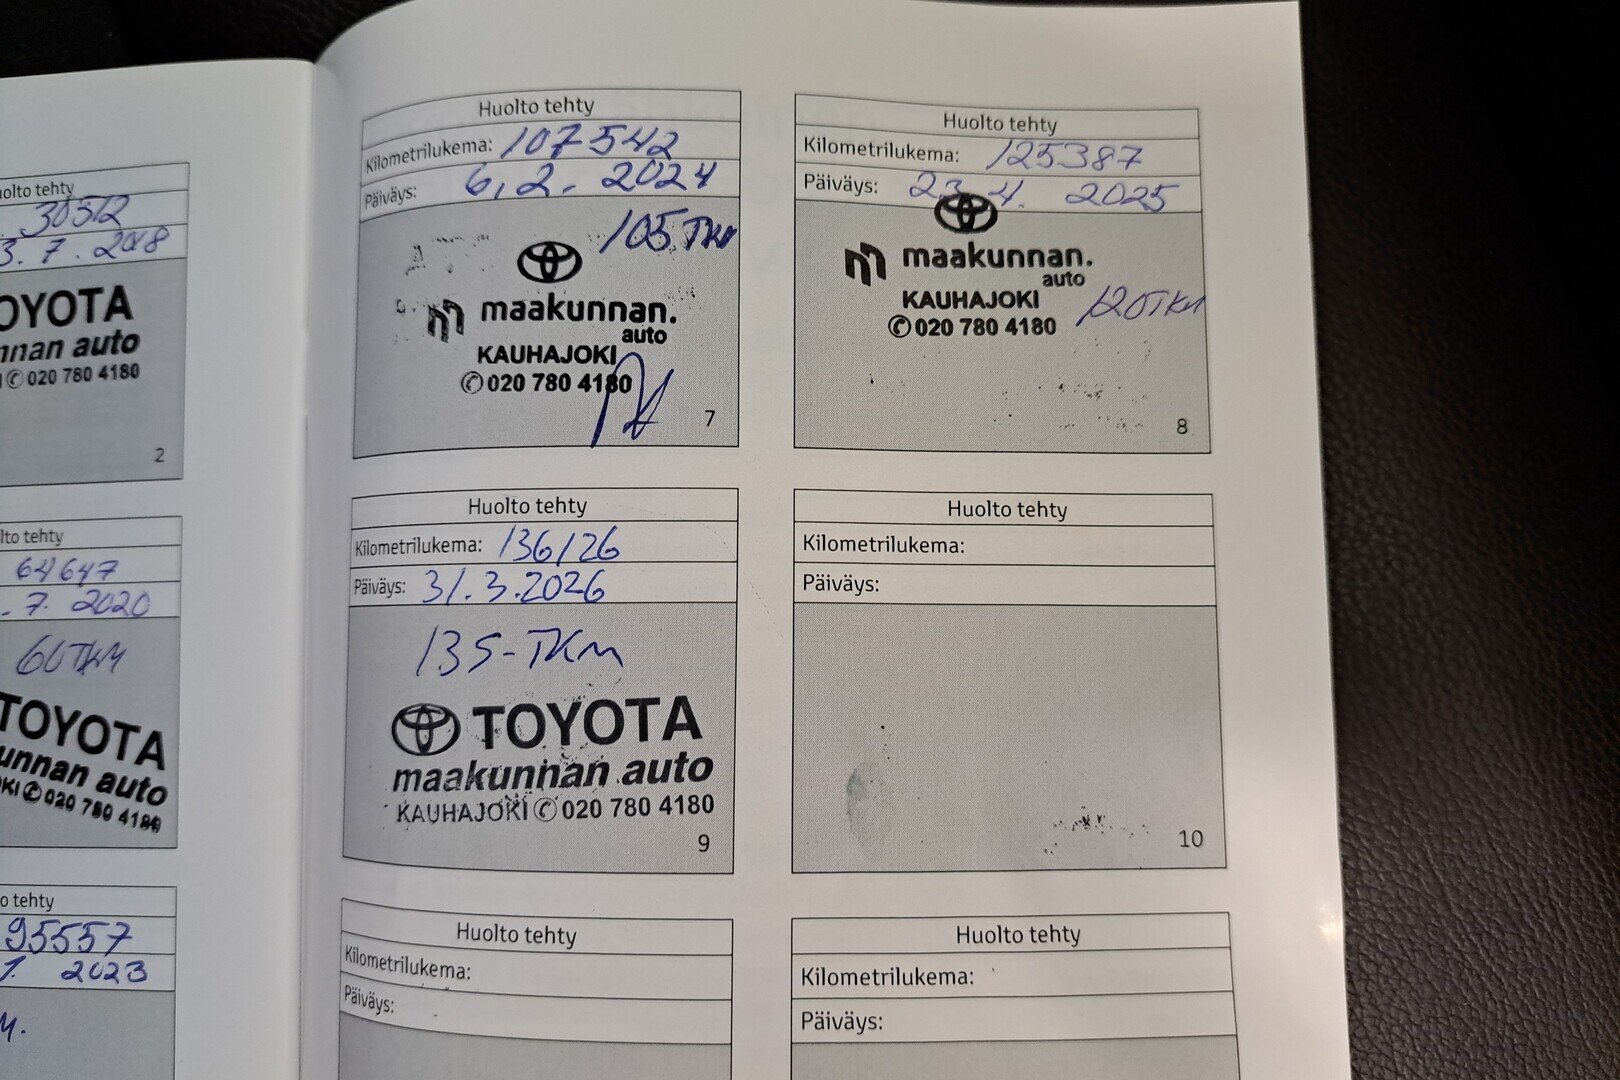 olto tehty
30512
3. 7. 2018
OYOTA
nnan auto
020 780 4180
2
lto tehty
64647
. 7. 2020
60TKM
TOYOTA
unnan auto
KI 020 780 4180
o tehty
95557
1. 2023
M.
Huolto tehty
Kilometrilukema: 107542
Päiväys: 6.2. 2024
105 TKM
maakunnan.
auto
KAUHAJOKI
020 780 4180
7
Huolto tehty
Kilometrilukema: 125387
Päiväys: 23.4. 2025
maakunnan.
auto
KAUHAJOKI
020 780 4180
120TKM
8
Huolto tehty
Kilometrilukema: 136126
Päiväys: 31.3.2026
135-TKM
TOYOTA
maakunnan auto
KAUHAJOKI 020 780 4180
9
Huolto tehty
Kilometrilukema:
Päiväys:
10
Huolto tehty
Kilometrilukema:
Päiväys:
Huolto tehty
Kilometrilukema:
Päiväys: